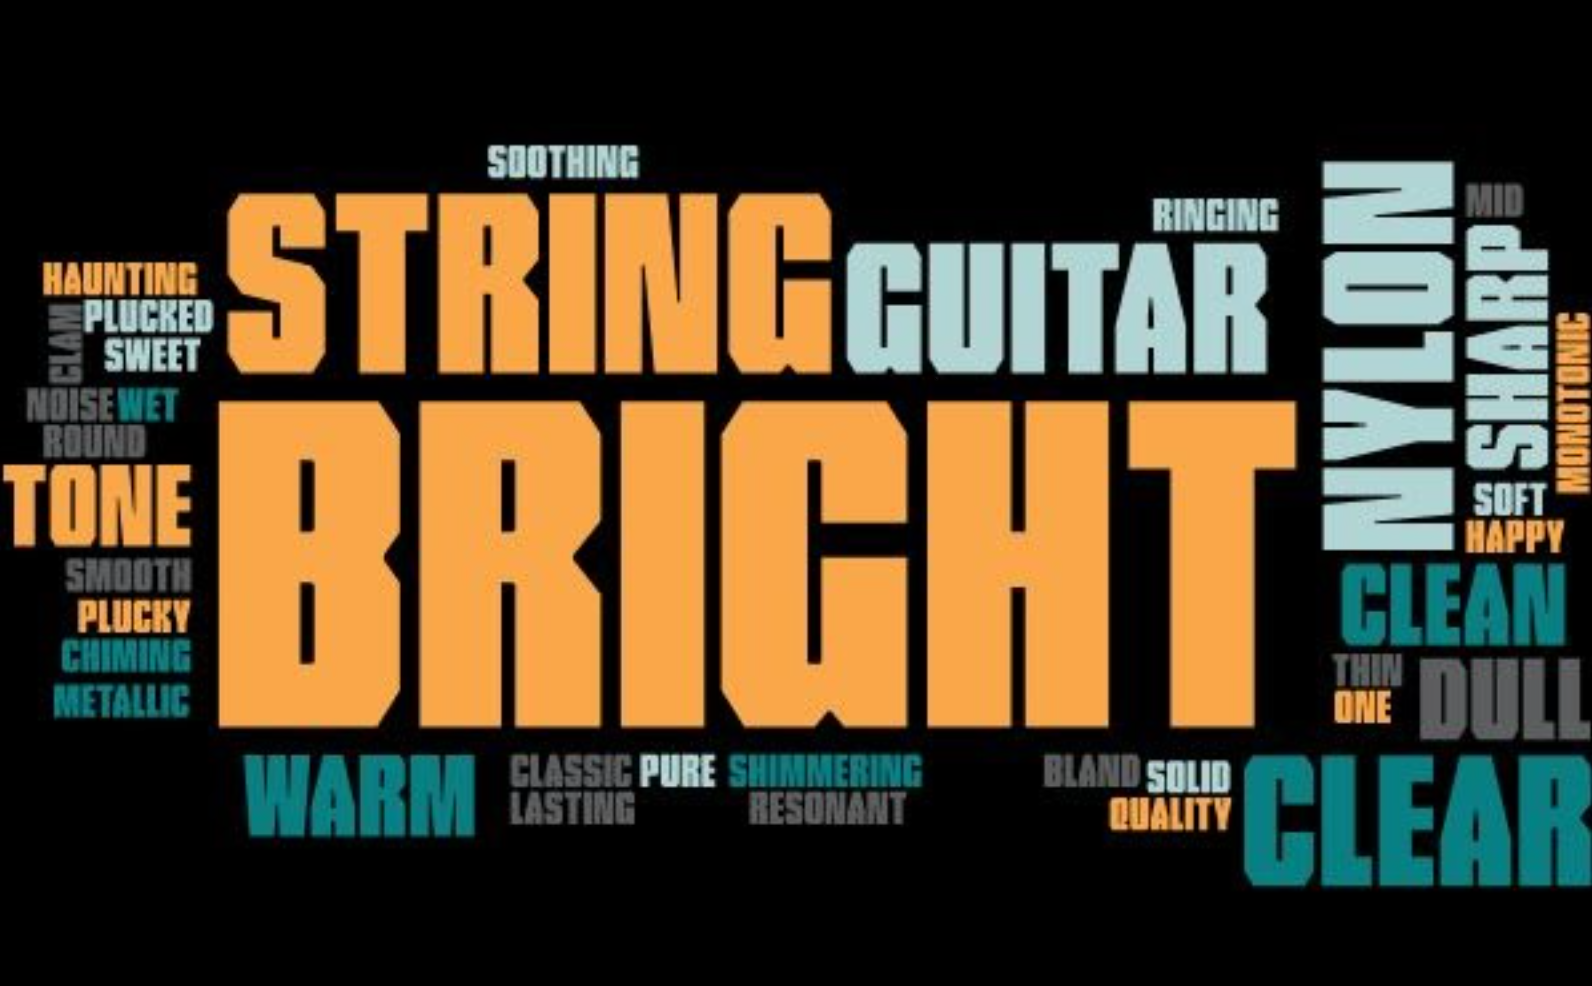 SOOTHING
STRING
GUITAR
RINGING
NYLON
MID
SHARP
MONOTONIC
HAUNTING
CLAM
PLUCKED
SWEET
NOISE WET
ROUND
TONE
BRIGHT
SOFT
HAPPY
SMOOTH
PLUCKY
CHIMING
METALLIC
CLEAN
THIN
ONE
DULL
WARM
CLASSIC PURE SHIMMERING
LASTING
RESONANT
BLAND SOLID
QUALITY
CLEAR